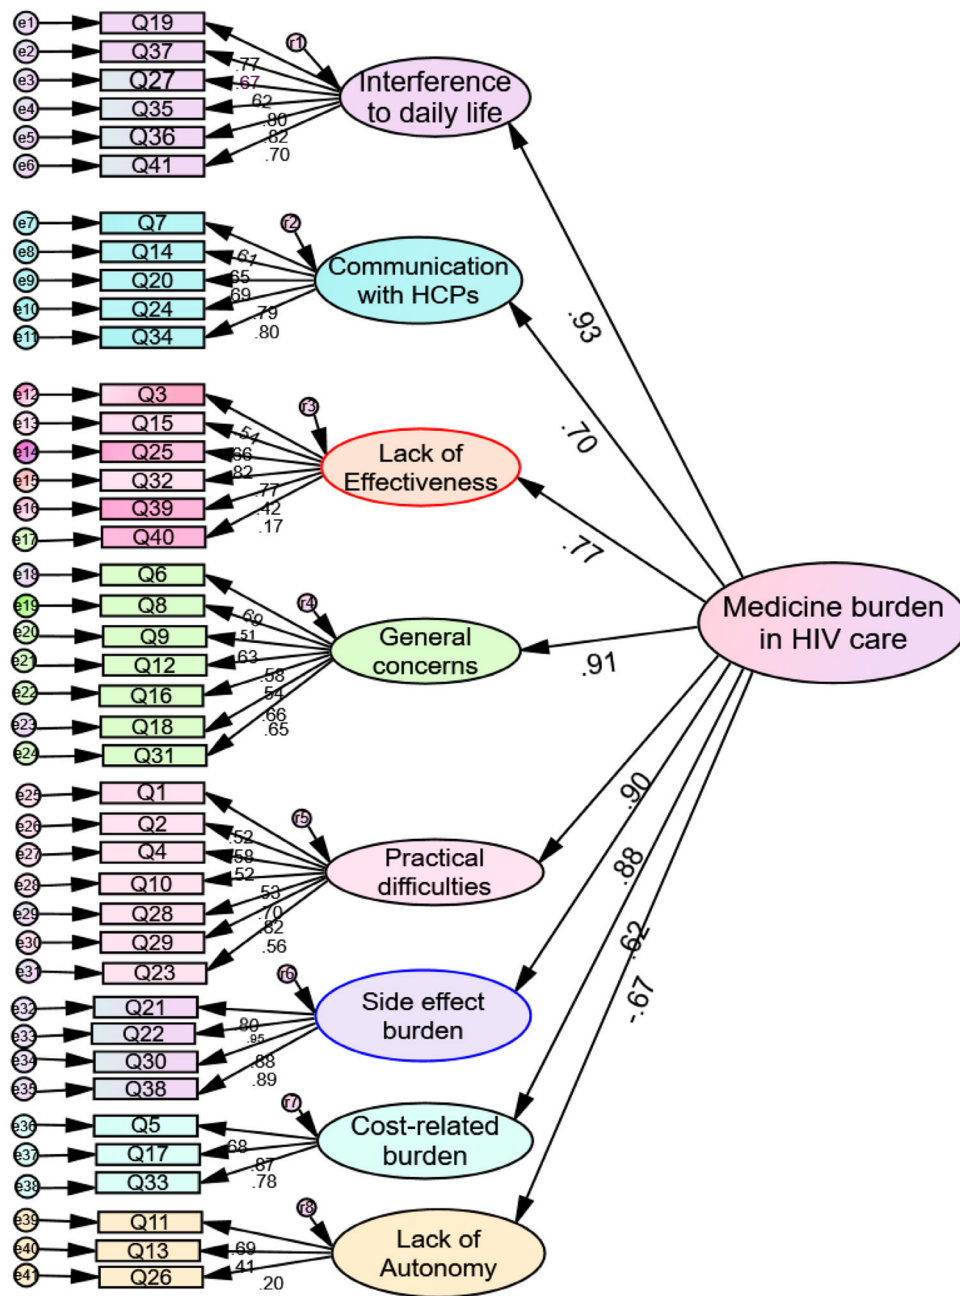 e1 Q19
e2 Q37
e3 Q27
e4 Q35
e5 Q36
e6 Q41
r1
.77
.67
.62
.80
.82
.70
Interference
to daily life
e7 Q7
e8 Q14
e9 Q20
e10 Q24
e11 Q34
r2
.61
.65
.69
.79
.80
Communication
with HCPs
e12 Q3
e13 Q15
e14 Q25
e15 Q32
e16 Q39
e17 Q40
r3
.54
.66
.82
.77
.42
.17
Lack of
Effectiveness
e18 Q6
e19 Q8
e20 Q9
e21 Q12
e22 Q16
e23 Q18
e24 Q31
r4
.69
.51
.63
.58
.54
.66
.65
General
concerns
e25 Q1
e26 Q2
e27 Q4
e28 Q10
e29 Q28
e30 Q29
e31 Q23
r5
.52
.58
.52
.53
.70
.82
.56
Practical
difficulties
e32 Q21
e33 Q22
e34 Q30
e35 Q38
r6
.80
.95
.88
.89
Side effect
burden
e36 Q5
e37 Q17
e38 Q33
r7
.68
.87
.78
Cost-related
burden
e39 Q11
e40 Q13
e41 Q26
r8
.69
.41
.20
Lack of
Autonomy
.93
.70
.77
.91
.90
.88
.62
-.67
Medicine burden
in HIV care